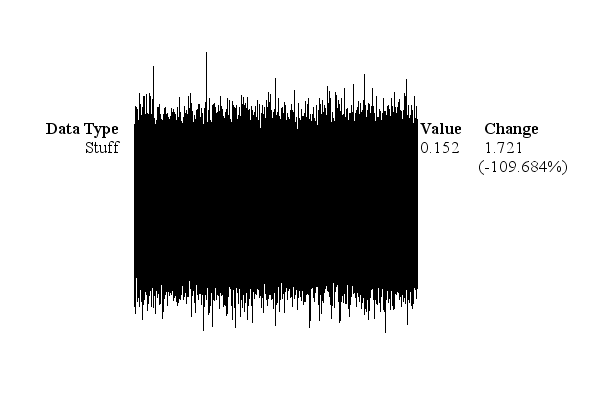 Data Type Value Change
Stuff 0.152 1.721
(-109.684%)